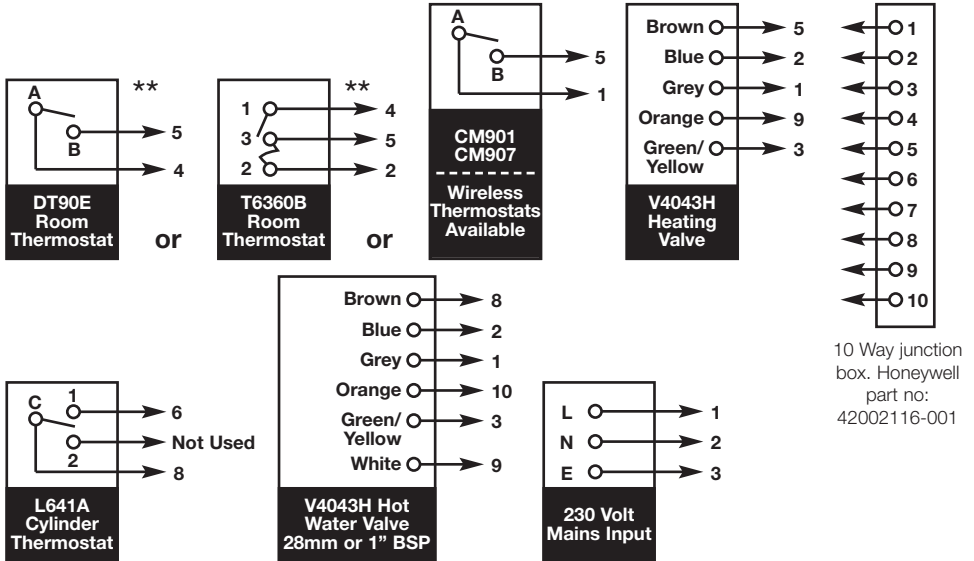 A
B
5
4
**
DT90E
Room
Thermostat
or
1
3
2
4
5
2
**
T6360B
Room
Thermostat
or
A
B
5
1
CM901
CM907
Wireless
Thermostats
Available
Brown 5
Blue 2
Grey 1
Orange 9
Green/
Yellow 3
V4043H
Heating
Valve
1
2
3
4
5
6
7
8
9
10
10 Way junction
box. Honeywell
part no:
42002116-001
C
1
2
6
Not Used
8
L641A
Cylinder
Thermostat
Brown 8
Blue 2
Grey 1
Orange 10
Green/
Yellow 3
White 9
V4043H Hot
Water Valve
28mm or 1” BSP
L 1
N 2
E 3
230 Volt
Mains Input